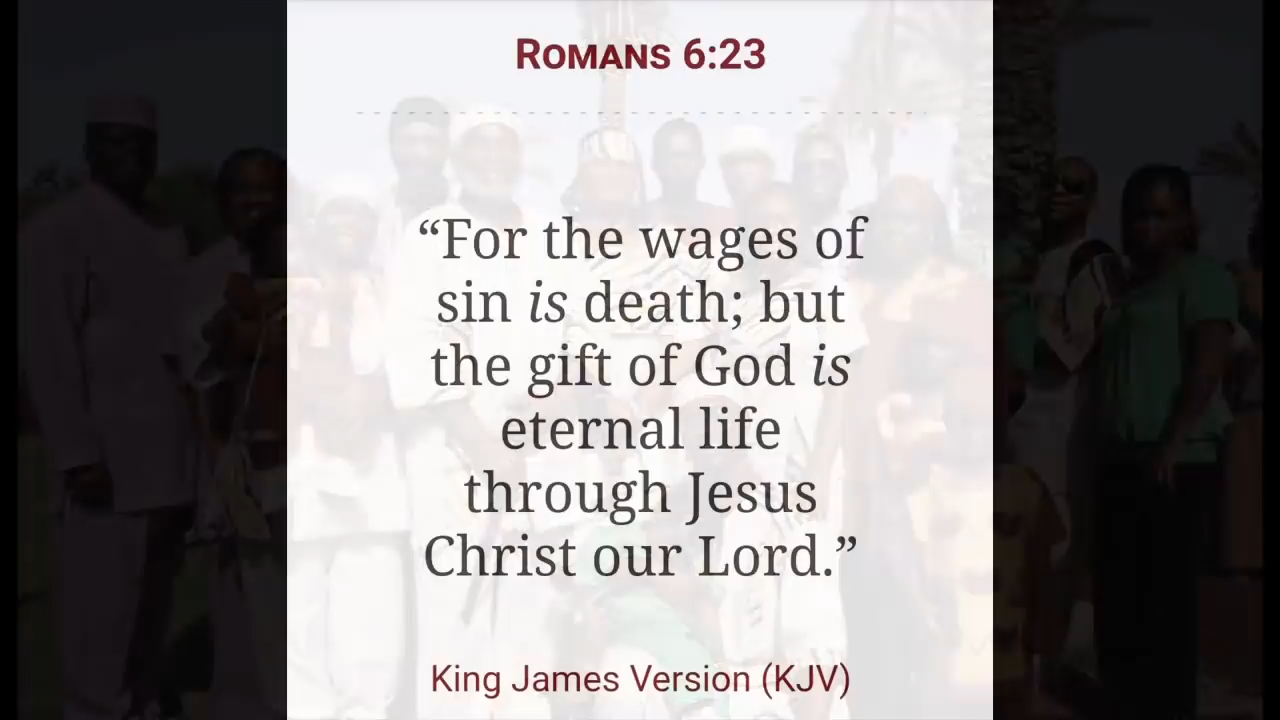 Romans 6:23
“For the wages of
sin is death; but
the gift of God is
eternal life
through Jesus
Christ our Lord.”
King James Version (KJV)